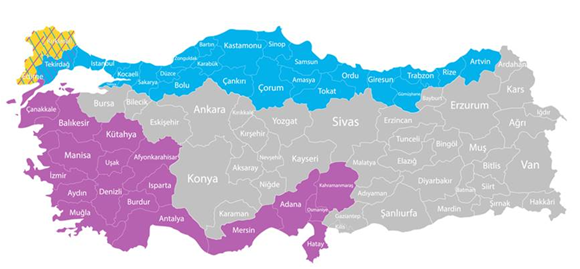 Tekirdağ
İstanbul
Kocaeli
Sakarya
Düzce
Bolu
Zonguldak
Bartın
Karabük
Kastamonu
Sinop
Çankırı
Çorum
Samsun
Amasya
Tokat
Ordu
Giresun
Gümüşhane
Trabzon
Bayburt
Rize
Artvin
Ardahan
Kars
Iğdır
Erzurum
Ağrı
Çanakkale
Bursa
Bilecik
Balıkesir
Kütahya
Eskişehir
Ankara
Kırıkkale
Yozgat
Kırşehir
Sivas
Erzincan
Tunceli
Bingöl
Muş
Bitlis
Van
Manisa
Uşak
Afyonkarahisar
İzmir
Aydın
Denizli
Isparta
Burdur
Muğla
Antalya
Konya
Aksaray
Nevşehir
Kayseri
Niğde
Malatya
Elazığ
Diyarbakır
Batman
Siirt
Şırnak
Hakkâri
Karaman
Mersin
Adana
Kahramanmaraş
Osmaniye
Adıyaman
Gaziantep
Kilis
Şanlıurfa
Mardin
Hatay